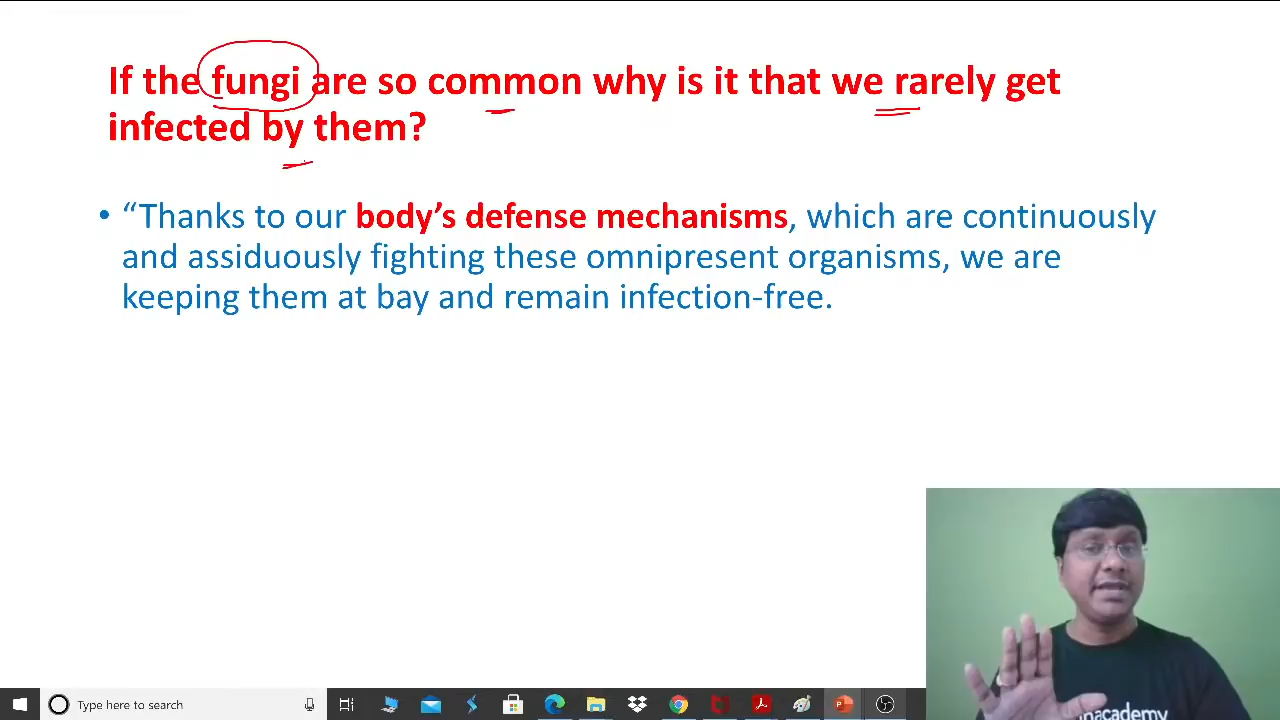 If the fungi are so common why is it that we rarely get
infected by them?
• “Thanks to our body’s defense mechanisms, which are continuously
and assiduously fighting these omnipresent organisms, we are
keeping them at bay and remain infection-free.
Type here to search